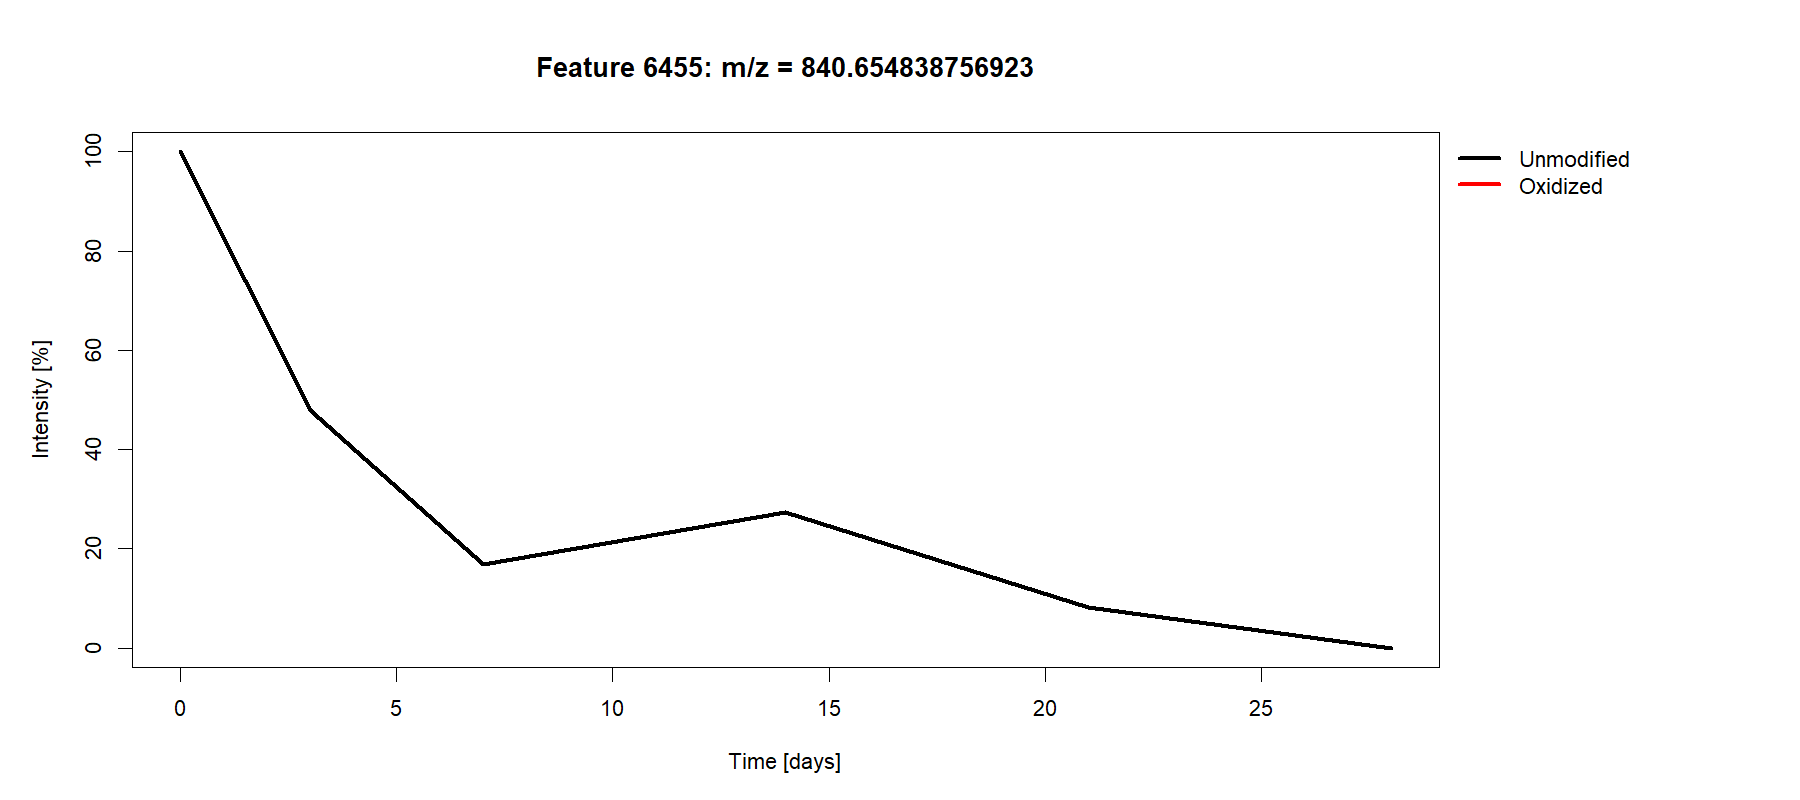 Feature 6455: m/z = 840.654838756923
Unmodified
Oxidized
Intensity [%]
100
80
60
40
20
0
0 5 10 15 20 25
Time [days]